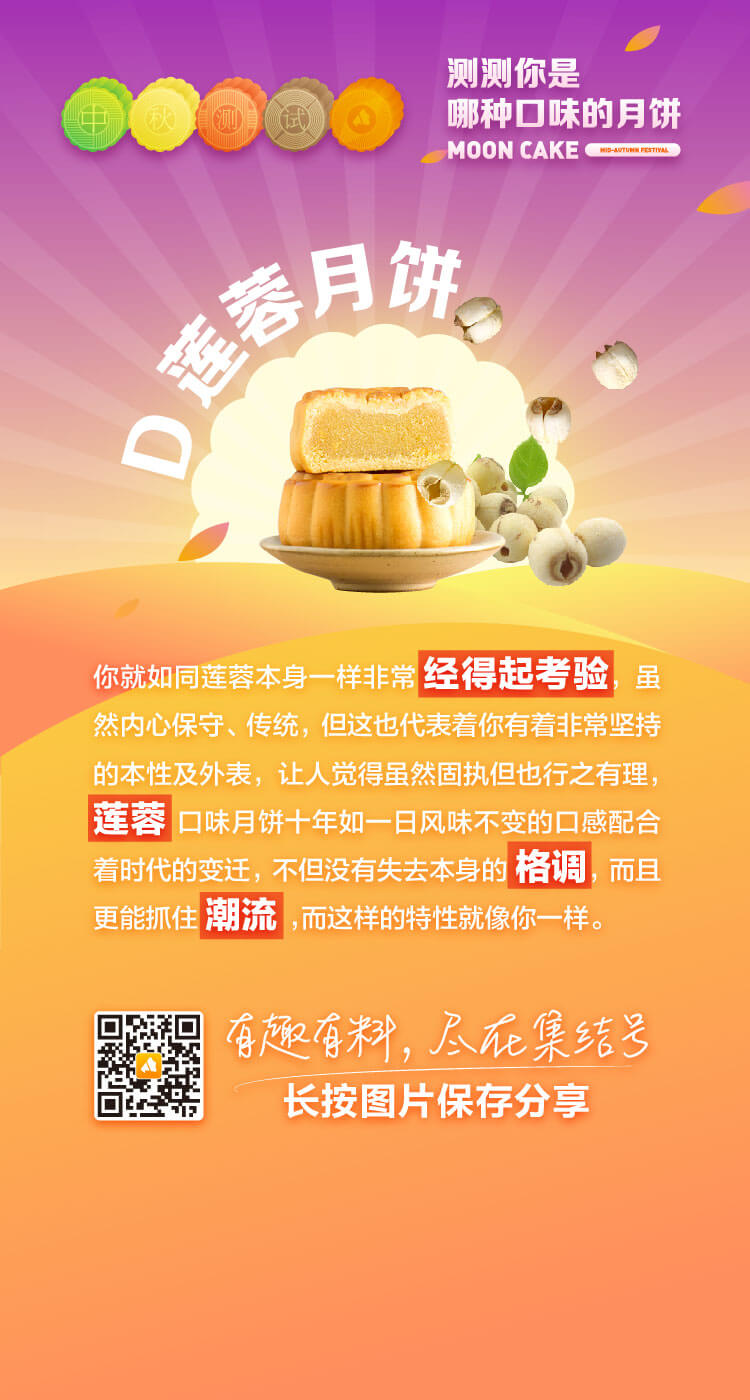 中秋测试
测测你是
哪种口味的月饼
MOON CAKE MID-AUTUMN FESTIVAL
D莲蓉月饼
你就如同莲蓉本身一样非常 经得起考验，虽
然内心保守、传统，但这也代表着你有着非常坚持
的本性及外表，让人觉得虽然固执但也行之有理，
莲蓉 口味月饼十年如一日风味不变的口感配合
着时代的变迁，不但没有失去本身的 格调，而且
更能抓住 潮流 ,而这样的特性就像你一样。
有趣有料，尽在集结号
长按图片保存分享